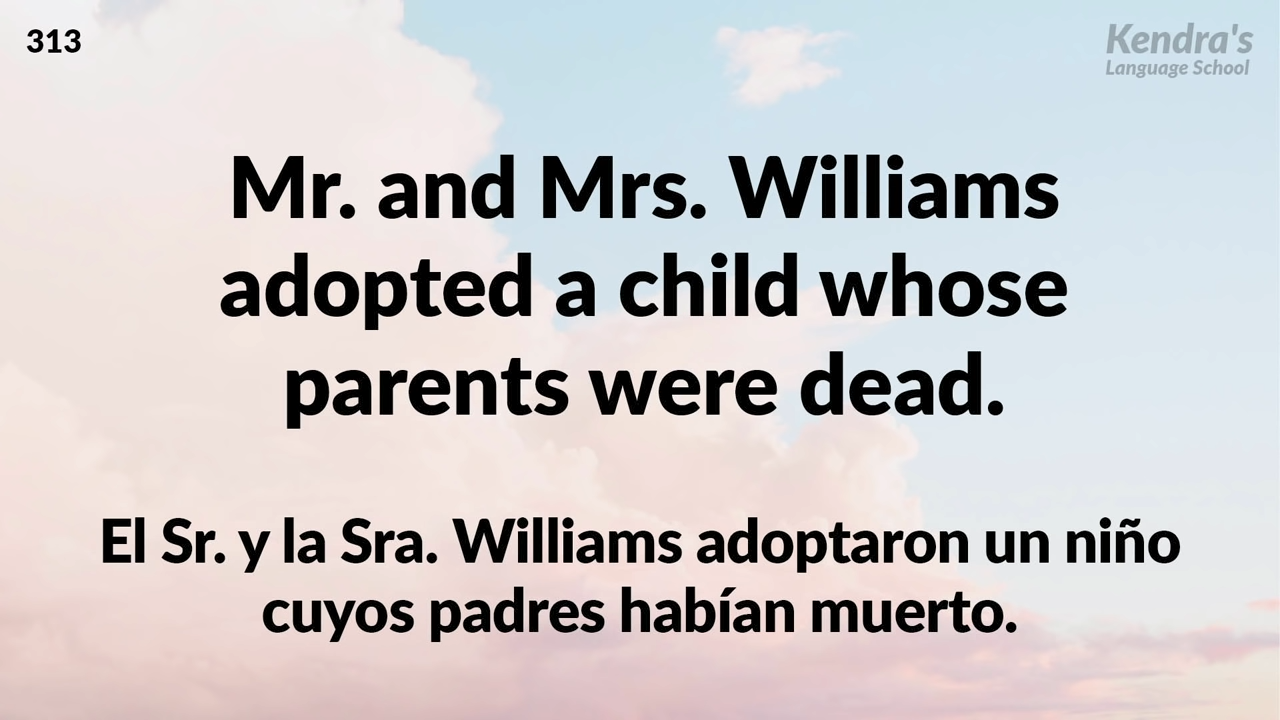 313
Kendra's
Language School
Mr. and Mrs. Williams
adopted a child whose
parents were dead.
El Sr. y la Sra. Williams adoptaron un niño
cuyos padres habían muerto.